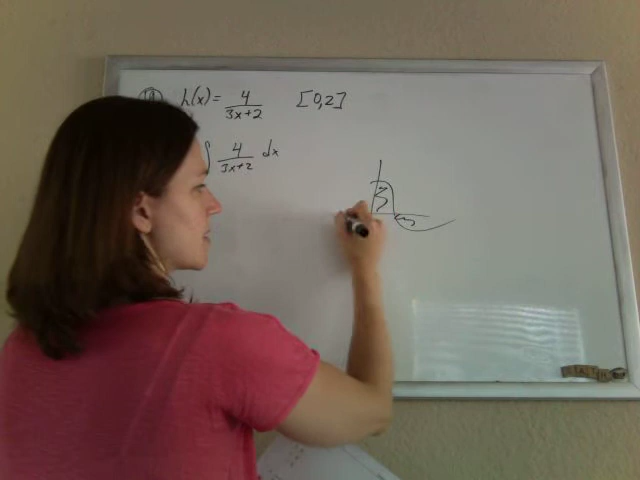 h(x) = 4/(3x+2) [0,2]
∫ 4/(3x+2) dx